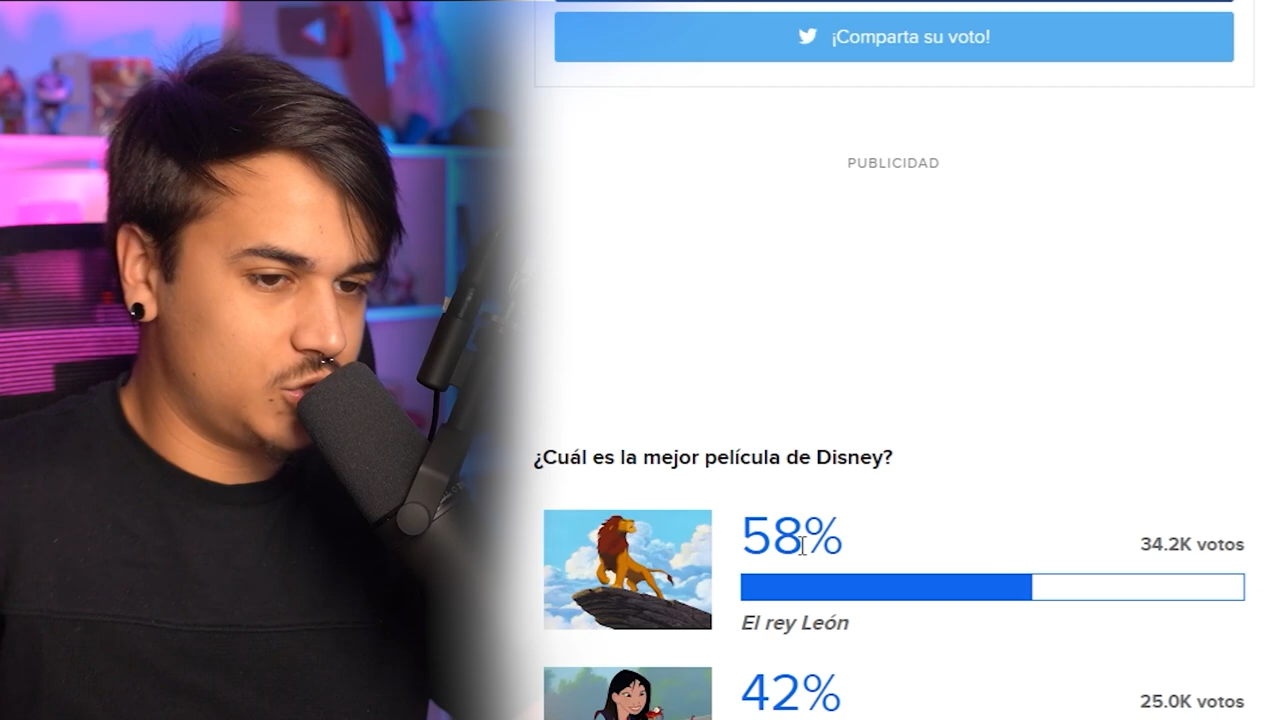 ¡Comparta su voto!
PUBLICIDAD
¿Cuál es la mejor película de Disney?
58%
34.2K votos
El rey León
42%
25.0K votos